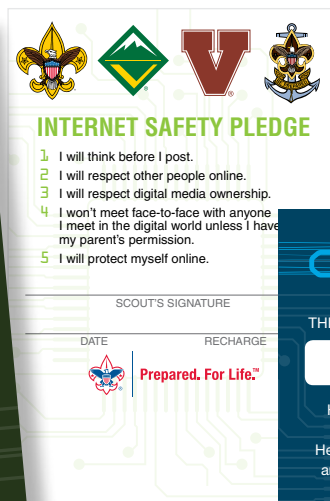 INTERNET SAFETY PLEDGE
1 I will think before I post.
2 I will respect other people online.
3 I will respect digital media ownership.
4 I won't meet face-to-face with anyone
I meet in the digital world unless I have
my parent's permission.
5 I will protect myself online.
SCOUT'S SIGNATURE
DATE RECHARGE
Prepared. For Life.™
V